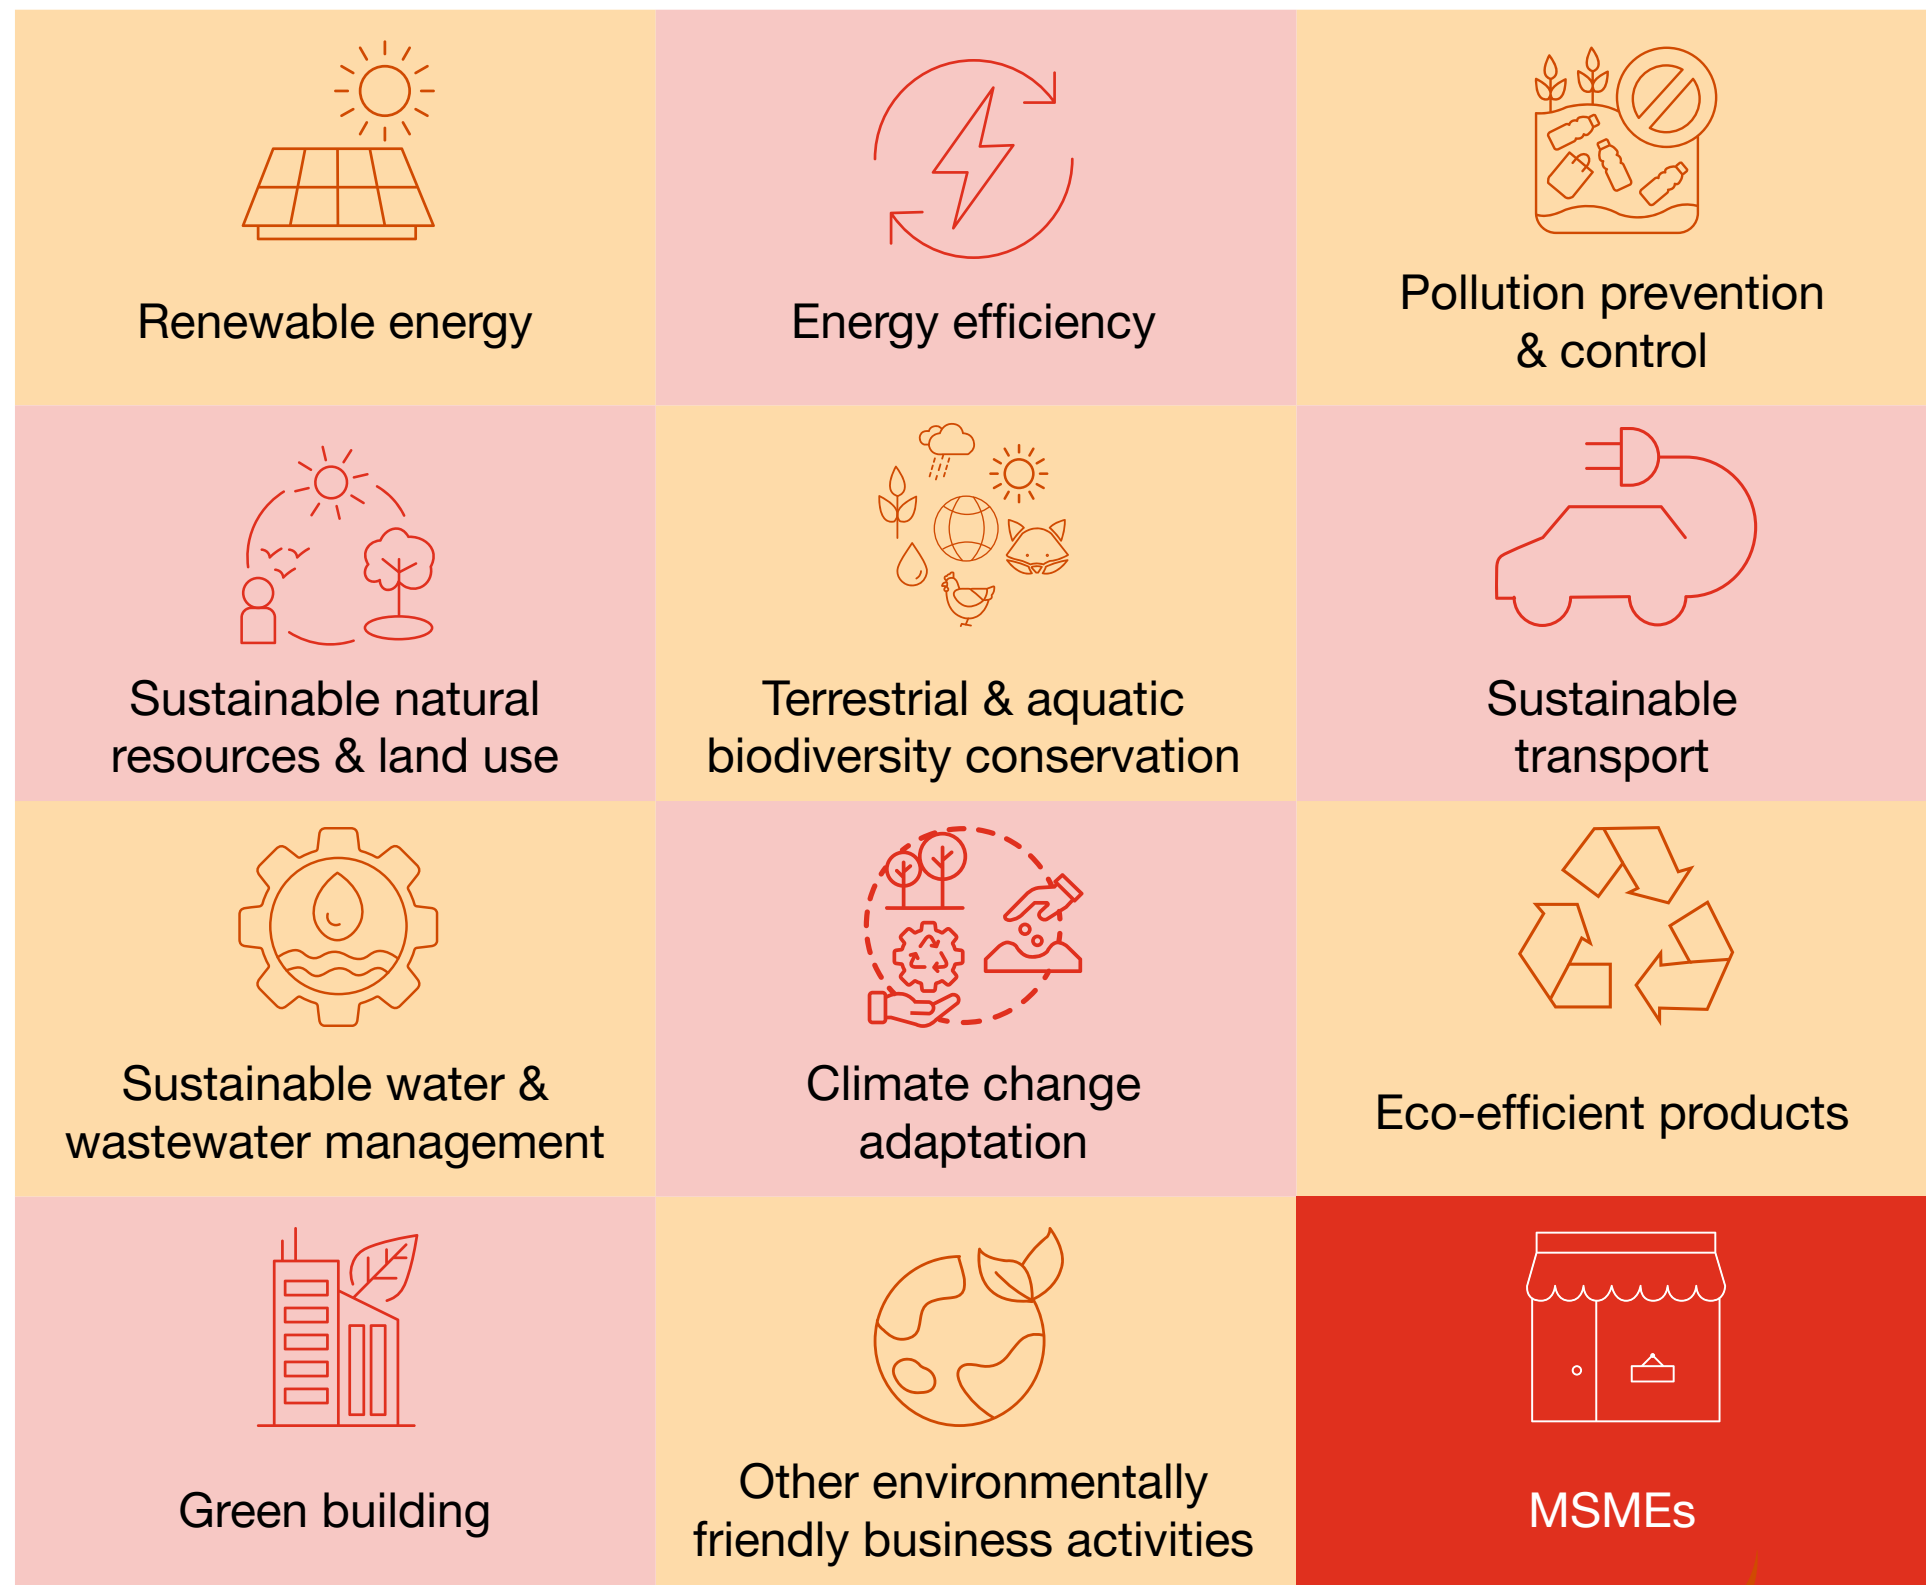 Renewable energy
Energy efficiency
Pollution prevention
& control
Sustainable natural
resources & land use
Terrestrial & aquatic
biodiversity conservation
Sustainable
transport
Sustainable water &
wastewater management
Climate change
adaptation
Eco-efficient products
Green building
Other environmentally
friendly business activities
MSMEs